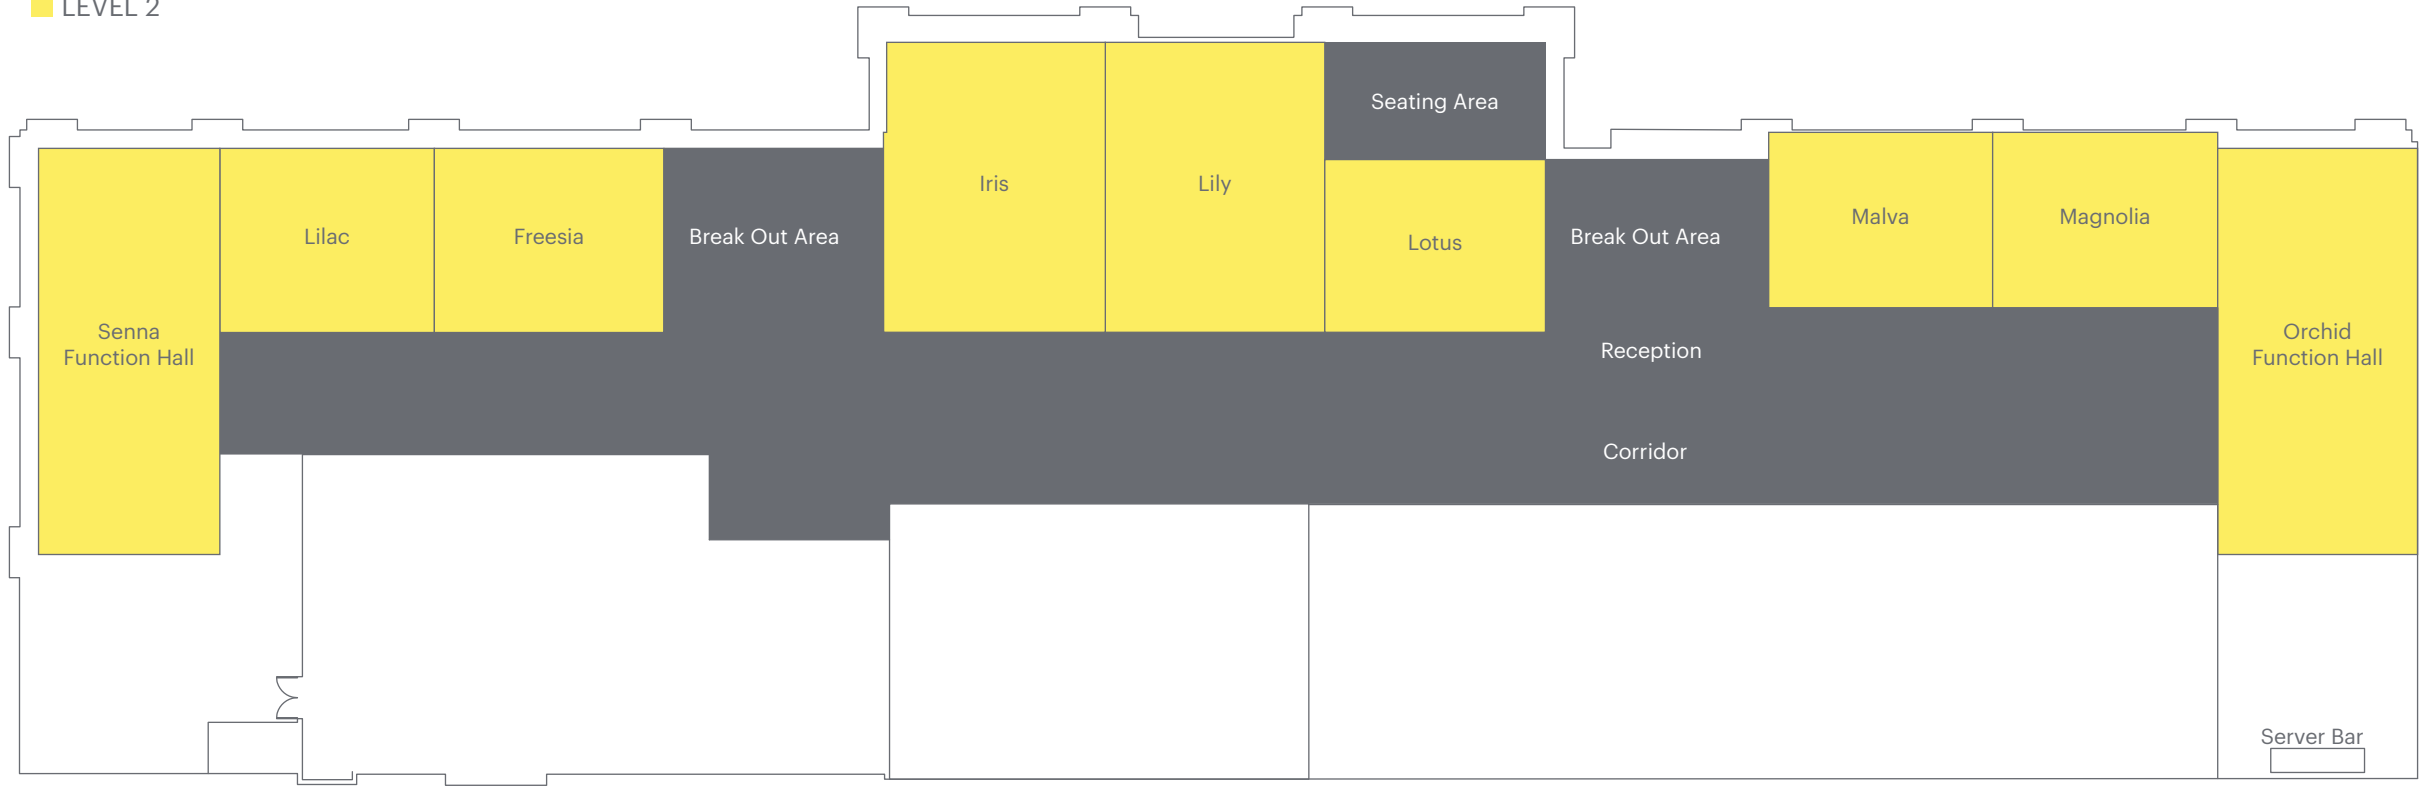 LEVEL 2
Seating Area
Iris
Lily
Malva
Magnolia
Lilac
Freesia
Break Out Area
Lotus
Break Out Area
Senna
Function Hall
Reception
Orchid
Function Hall
Corridor
Server Bar